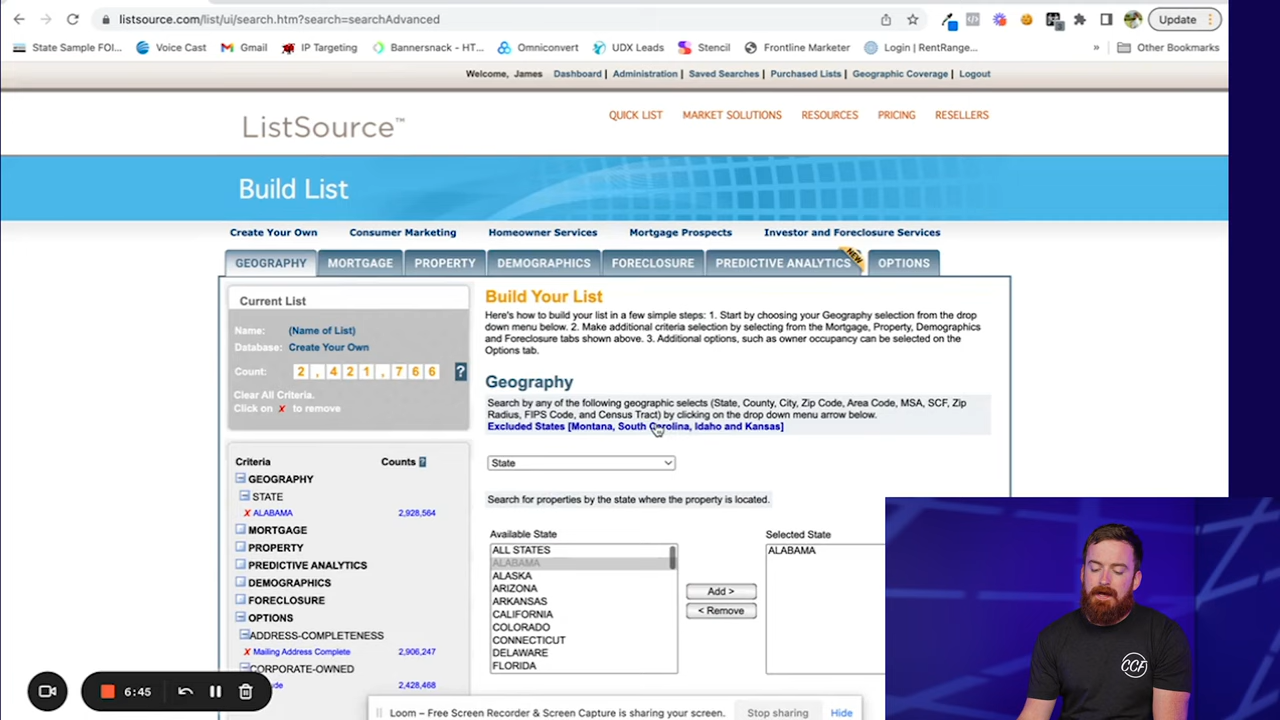 listsource.com/list/ui/search.htm?search=searchAdvanced
Update
State Sample FOI...
Voice Cast
Gmail
IP Targeting
Bannersnack - HT...
Omniconvert
UDX Leads
Stencil
Frontline Marketer
Login | RentRange...
»
Other Bookmarks
Welcome, James Dashboard | Administration | Saved Searches | Purchased Lists | Geographic Coverage | Logout
ListSource™
QUICK LIST MARKET SOLUTIONS RESOURCES PRICING RESELLERS
Build List
Create Your Own Consumer Marketing Homeowner Services Mortgage Prospects Investor and Foreclosure Services
GEOGRAPHY MORTGAGE PROPERTY DEMOGRAPHICS FORECLOSURE PREDICTIVE ANALYTICS NEW OPTIONS
Current List
Name: (Name of List)
Database: Create Your Own
Count: 2,421,766 ?
Clear All Criteria.
Click on x to remove
Criteria Counts ?
GEOGRAPHY
STATE
X ALABAMA 2,928,564
MORTGAGE
PROPERTY
PREDICTIVE ANALYTICS
DEMOGRAPHICS
FORECLOSURE
OPTIONS
ADDRESS-COMPLETENESS
X Mailing Address Complete 2,906,247
CORPORATE-OWNED
2,428,468
Build Your List
Here's how to build your list in a few simple steps: 1. Start by choosing your Geography selection from the drop
down menu below. 2. Make additional criteria selection by selecting from the Mortgage, Property, Demographics
and Foreclosure tabs shown above. 3. Additional options, such as owner occupancy can be selected on the
Options tab.
Geography
Search by any of the following geographic selects (State, County, City, Zip Code, Area Code, MSA, SCF, Zip
Radius, FIPS Code, and Census Tract) by clicking on the drop down menu arrow below.
Excluded States [Montana, South Carolina, Idaho and Kansas]
State
Search for properties by the state where the property is located.
Available State
ALL STATES
ALABAMA
ALASKA
ARIZONA
ARKANSAS
CALIFORNIA
COLORADO
CONNECTICUT
DELAWARE
FLORIDA
Add >
< Remove
Selected State
ALABAMA
CCF
6:45
Loom – Free Screen Recorder & Screen Capture is sharing your screen. Stop sharing Hide